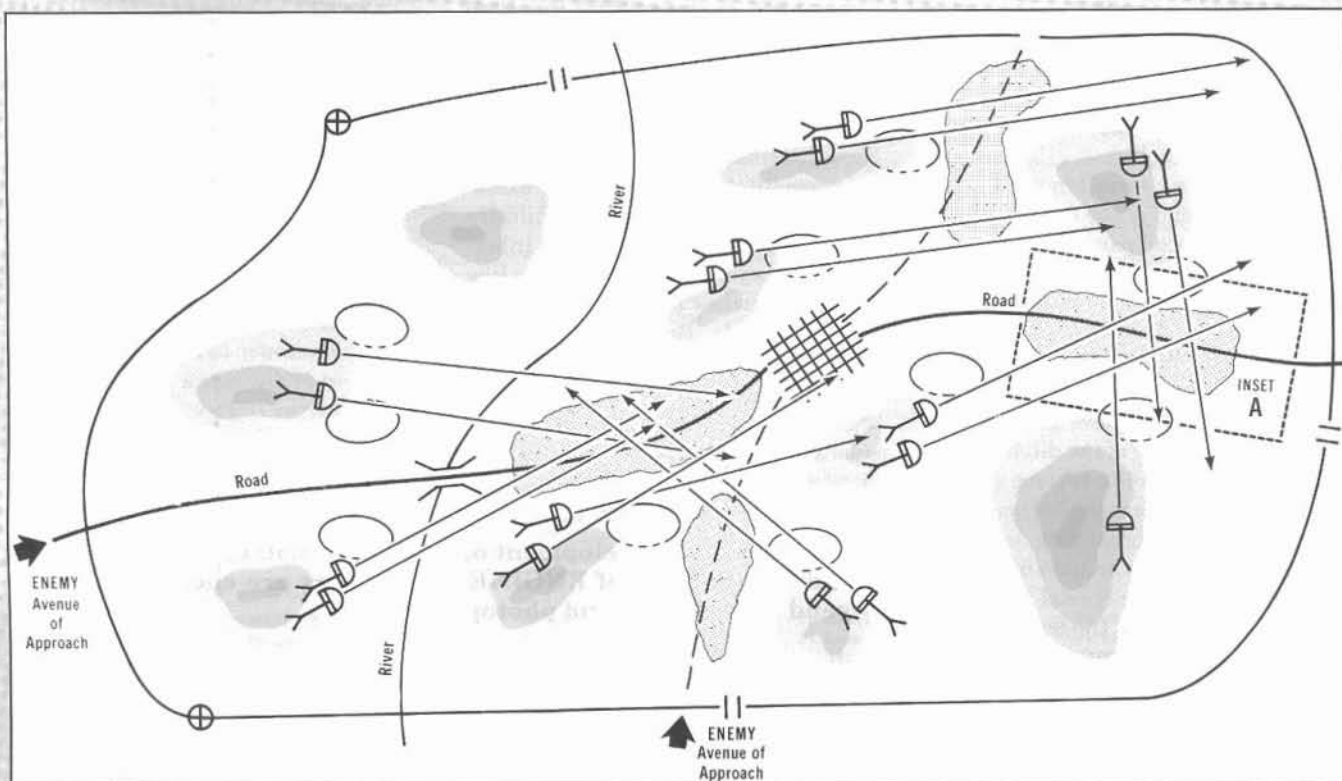 River
Road
INSET
A
Road
ENEMY
Avenue
of
Approach
River
ENEMY
Avenue of
Approach